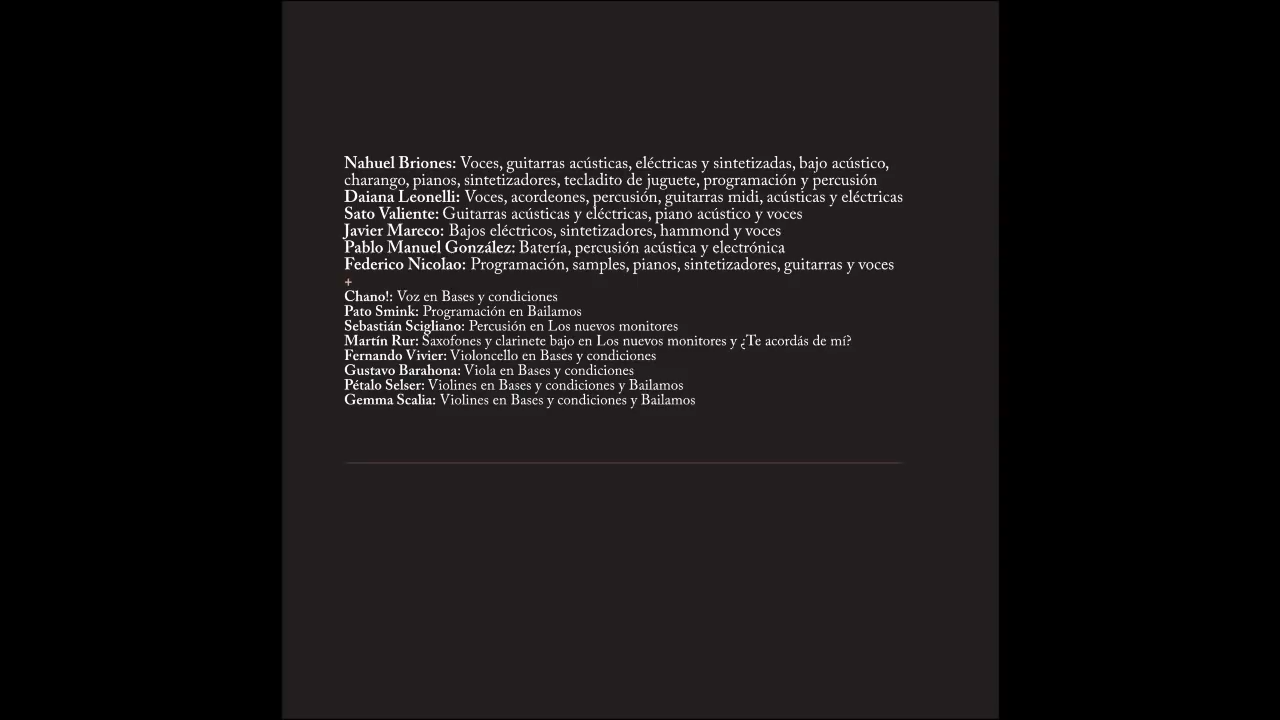 Nahuel Briones: Voces, guitarras acústicas, eléctricas y sintetizadas, bajo acústico,
charango, pianos, sintetizadores, tecladito de juguete, programación y percusión
Daiana Leonelli: Voces, acordeones, percusión, guitarras midi, acústicas y eléctricas
Sato Valiente: Guitarras acústicas y eléctricas, piano acústico y voces
Javier Mareco: Bajos eléctricos, sintetizadores, hammond y voces
Pablo Manuel González: Batería, percusión acústica y electrónica
Federico Nicolao: Programación, samples, pianos, sintetizadores, guitarras y voces
+
Chano!: Voz en Bases y condiciones
Pato Smink: Programación en Bailamos
Sebastián Scigliano: Percusión en Los nuevos monitores
Martín Rur: Saxofones y clarinete bajo en Los nuevos monitores y ¿Te acordás de mí?
Fernando Vivier: Violoncello en Bases y condiciones
Gustavo Barahona: Viola en Bases y condiciones
Pétalo Selser: Violines en Bases y condiciones y Bailamos
Gemma Scalia: Violines en Bases y condiciones y Bailamos